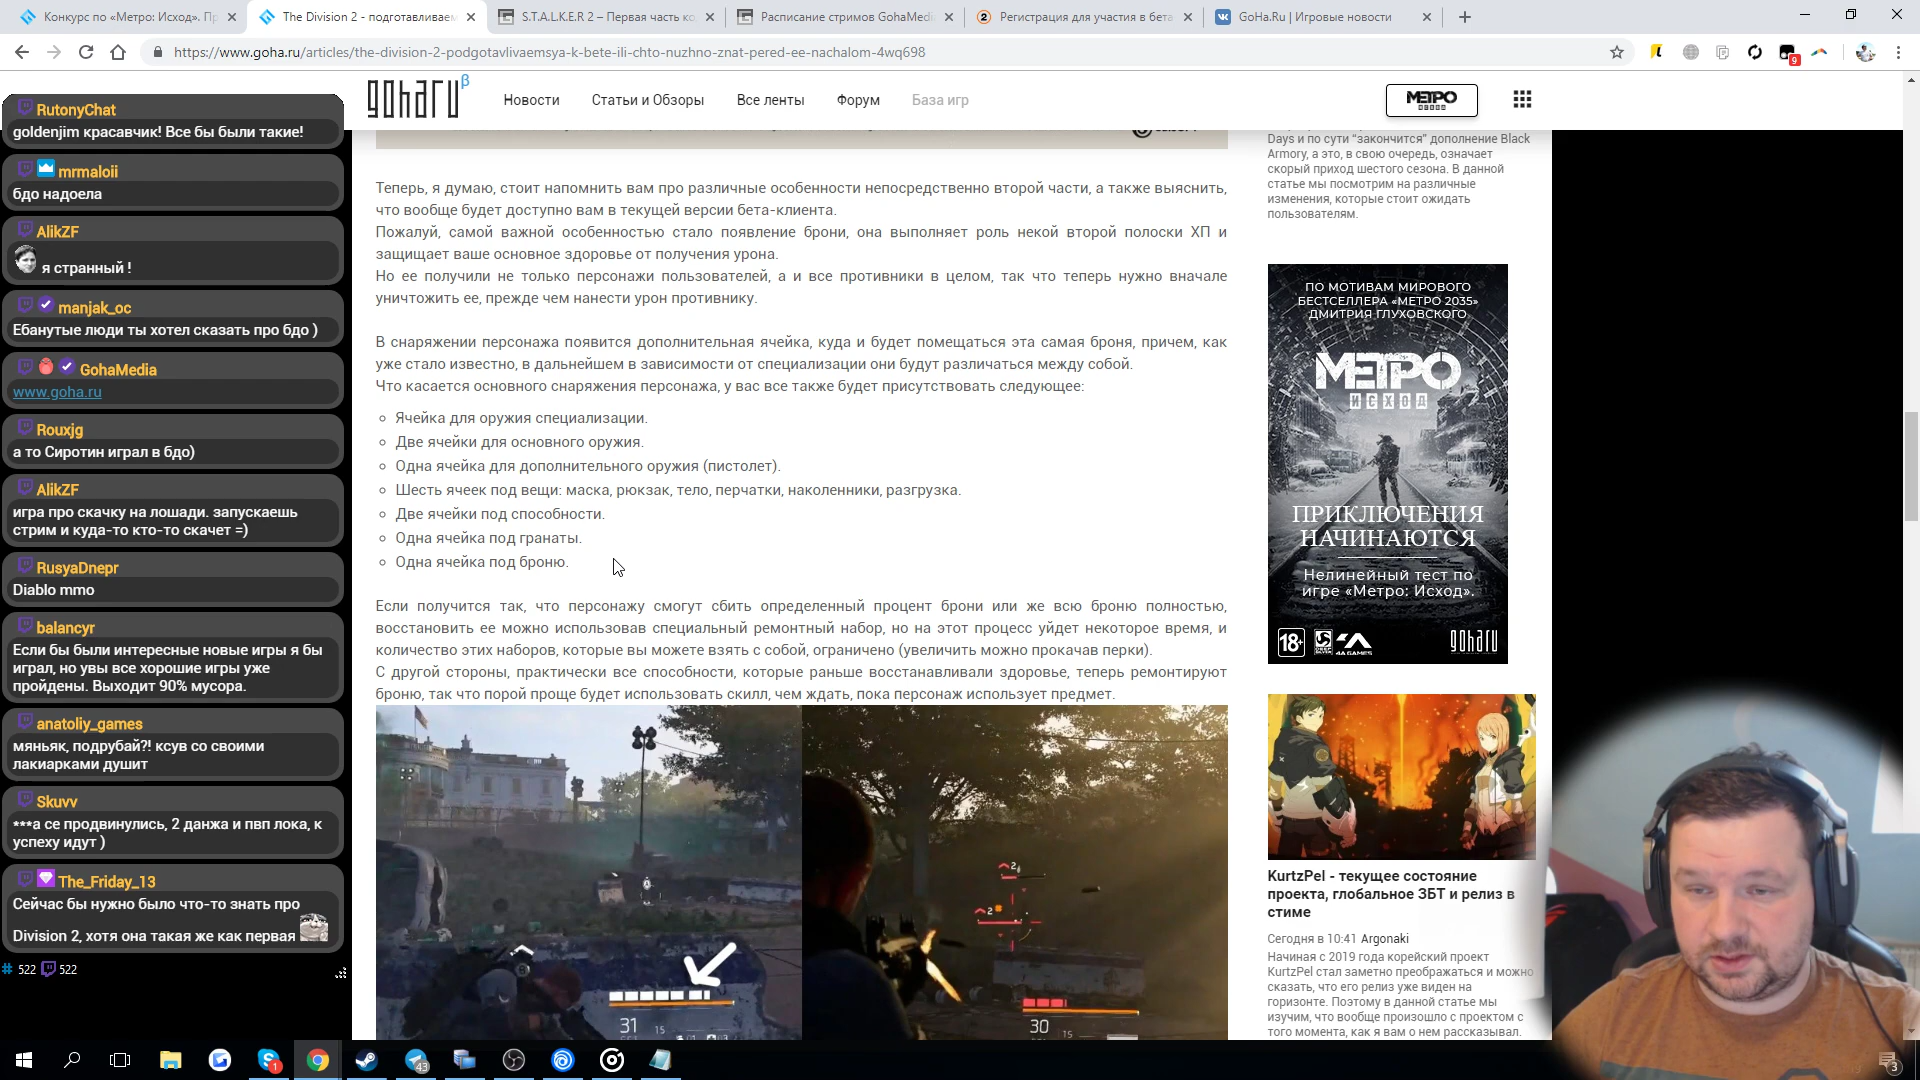 Конкурс по «Метро: Исход». Пр
The Division 2 - подготавливаем
S.T.A.L.K.E.R 2 – Первая часть ко
Расписание стримов GohaMedi
Регистрация для участия в бета
GoHa.Ru | Игровые новости
https://www.goha.ru/articles/the-division-2-podgotavlivaemsya-k-bete-ili-chto-nuzhno-znat-pered-ee-nachalom-4wq698
9
goharu β
Новости
Статьи и Обзоры
Все ленты
Форум
База игр
МЕТРО
ИСХОД
RutonyChat
goldenjim красавчик! Все бы были такие!
mrmaloii
бдо надоела
AlikZF
я странный !
manjak_oc
Ебанутые люди ты хотел сказать про бдо )
GohaMedia
www.goha.ru
Rouxjg
а то Сиротин играл в бдо)
AlikZF
игра про скачку на лошади. запускаешь
стрим и куда-то кто-то скачет =)
RusyaDnepr
Diablo mmo
balancyr
Если бы были интересные новые игры я бы
играл, но увы все хорошие игры уже
пройдены. Выходит 90% мусора.
anatoliy_games
мяньяк, подрубай?! ксув со своими
лакиарками душит
Skuvv
***а се продвинулись, 2 данжа и пвп лока, к
успеху идут )
The_Friday_13
Сейчас бы нужно было что-то знать про
Division 2, хотя она такая же как первая
# 522 522
Теперь, я думаю, стоит напомнить вам про различные особенности непосредственно второй части, а также выяснить,
что вообще будет доступно вам в текущей версии бета-клиента.
Пожалуй, самой важной особенностью стало появление брони, она выполняет роль некой второй полоски ХП и
защищает ваше основное здоровье от получения урона.
Но ее получили не только персонажи пользователей, а и все противники в целом, так что теперь нужно вначале
уничтожить ее, прежде чем нанести урон противнику.
В снаряжении персонажа появится дополнительная ячейка, куда и будет помещаться эта самая броня, причем, как
уже стало известно, в дальнейшем в зависимости от специализации они будут различаться между собой.
Что касается основного снаряжения персонажа, у вас все также будет присутствовать следующее:
Ячейка для оружия специализации.
Две ячейки для основного оружия.
Одна ячейка для дополнительного оружия (пистолет).
Шесть ячеек под вещи: маска, рюкзак, тело, перчатки, наколенники, разгрузка.
Две ячейки под способности.
Одна ячейка под гранаты.
Одна ячейка под броню.
Если получится так, что персонажу смогут сбить определенный процент брони или же всю броню полностью,
восстановить ее можно использовав специальный ремонтный набор, но на этот процесс уйдет некоторое время, и
количество этих наборов, которые вы можете взять с собой, ограничено (увеличить можно прокачав перки).
С другой стороны, практически все способности, которые раньше восстанавливали здоровье, теперь ремонтируют
броню, так что порой проще будет использовать скилл, чем ждать, пока персонаж использует предмет.
31 15
2
2
30 15
Days и по сути “закончится” дополнение Black
Armory, а это, в свою очередь, означает
скорый приход шестого сезона. В данной
статье мы посмотрим на различные
изменения, которые стоит ожидать
пользователям.
ПО МОТИВАМ МИРОВОГО
БЕСТСЕЛЛЕРА «МЕТРО 2035»
ДМИТРИЯ ГЛУХОВСКОГО
МЕТРО
ИСХОД
ПРИКЛЮЧЕНИЯ
НАЧИНАЮТСЯ
Нелинейный тест по
игре «Метро: Исход».
18+
4A GAMES
goharu
KurtzPel - текущее состояние
проекта, глобальное ЗБТ и релиз в
стиме
Сегодня в 10:41 Argonaki
Начиная с 2019 года корейский проект
KurtzPel стал заметно преображаться и можно
сказать, что его релиз уже виден на
горизонте. Поэтому в данной статье мы
изучим, что вообще произошло с проектом с
того момента, как я вам о нем рассказывал.
1
43
3